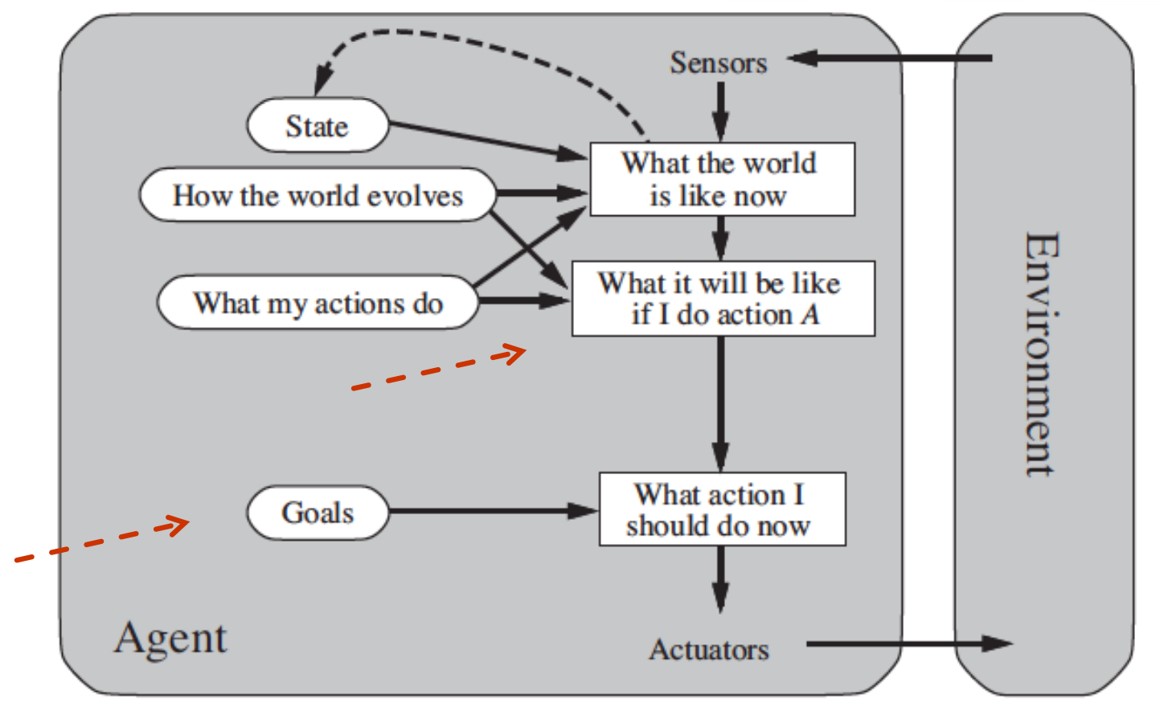 Sensors
State
What the world
is like now
How the world evolves
What it will be like
if I do action A
What my actions do
Environment
Goals
What action I
should do now
Agent
Actuators